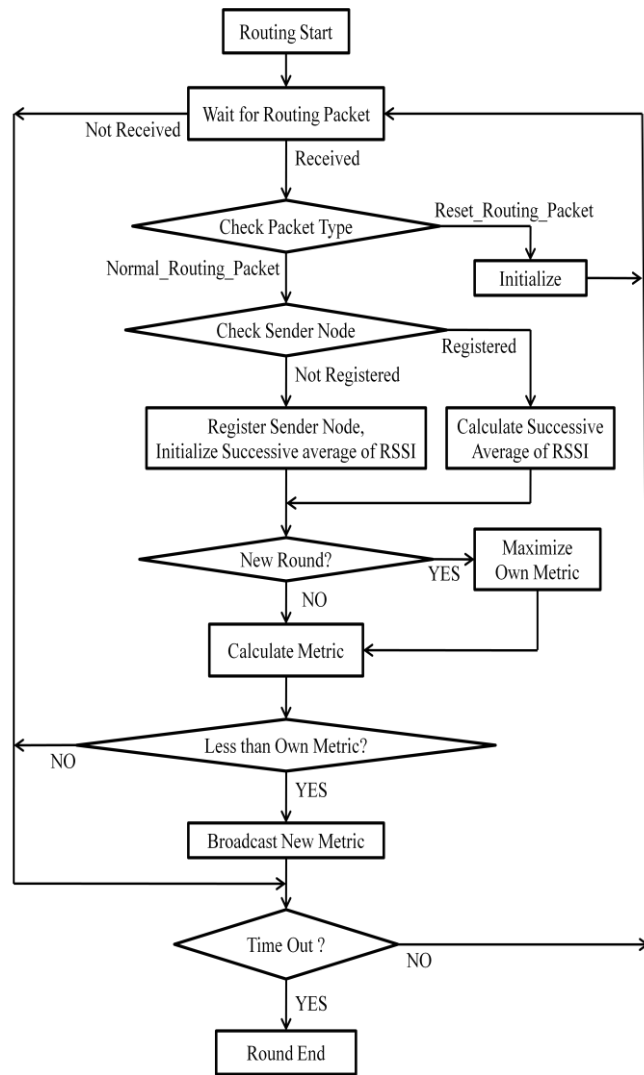 Routing Start
Wait for Routing Packet
Not Received
Received
Reset_Routing_Packet
Check Packet Type
Normal_Routing_Packet
Initialize
Check Sender Node
Registered
Not Registered
Register Sender Node,
Initialize Successive average of RSSI
Calculate Successive
Average of RSSI
New Round?
YES
Maximize
Own Metric
NO
Calculate Metric
Less than Own Metric?
NO
YES
Broadcast New Metric
Time Out ?
NO
YES
Round End